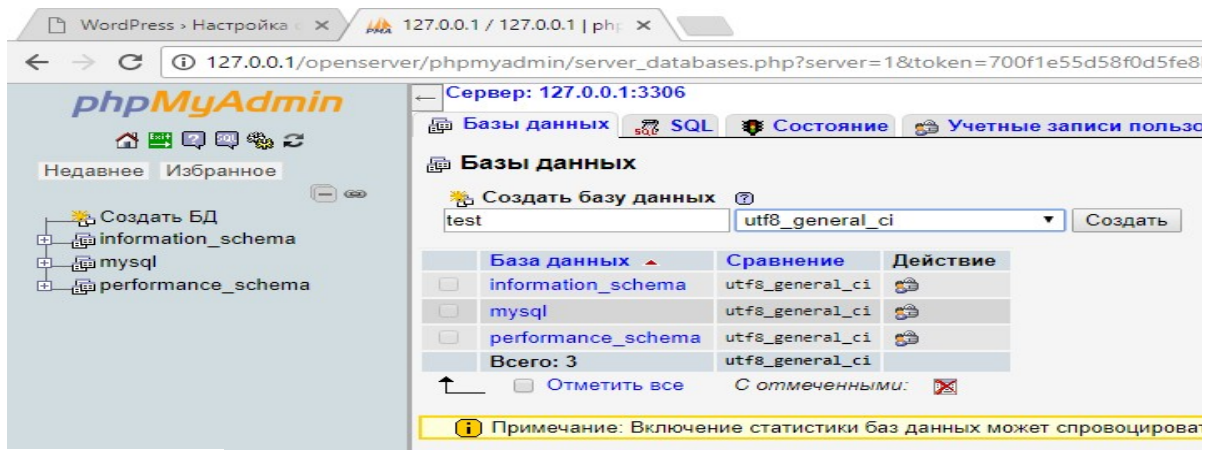 WordPress › Настройка
127.0.0.1 / 127.0.0.1 | php
127.0.0.1/openserver/phpmyadmin/server_databases.php?server=1&token=700f1e55d58f0d5fe8
phpMyAdmin
Недавнее Избранное
Создать БД
information_schema
mysql
performance_schema
Сервер: 127.0.0.1:3306
Базы данных SQL Состояние Учетные записи пользо
Базы данных
Создать базу данных
test utf8_general_ci Создать
База данных Сравнение Действие
information_schema utf8_general_ci
mysql utf8_general_ci
performance_schema utf8_general_ci
Всего: 3 utf8_general_ci
Отметить все С отмеченными:
Примечание: Включение статистики баз данных может спровоцироват